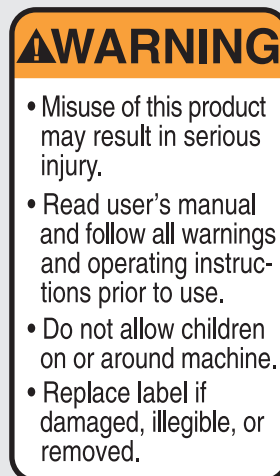 WARNING
• Misuse of this product
may result in serious
injury.
• Read user's manual
and follow all warnings
and operating instruc-
tions prior to use.
• Do not allow children
on or around machine.
• Replace label if
damaged, illegible, or
removed.